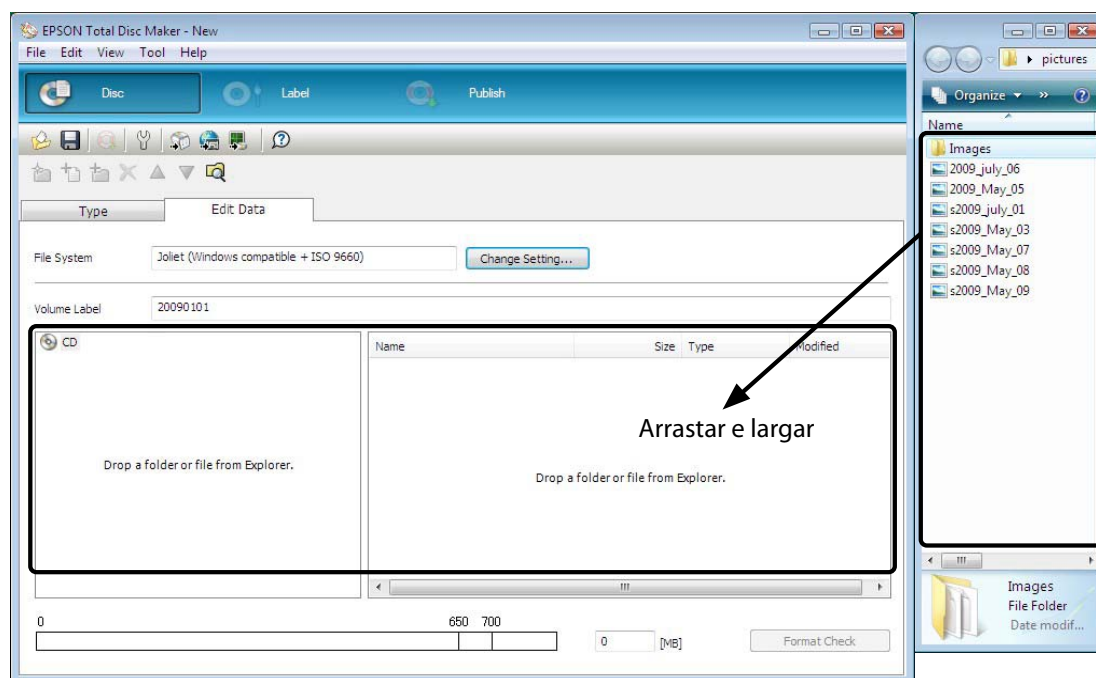 EPSON Total Disc Maker - New
File Edit View Tool Help
Disc Label Publish
Type Edit Data
File System Joliet (Windows compatible + ISO 9660) Change Setting...
Volume Label 20090101
CD
Name Size Type Modified
Drop a folder or file from Explorer.
Arrastar e largar
Drop a folder or file from Explorer.
0 650 700
0 [MB] Format Check
pictures
Organize
Name
Images
2009_july_06
2009_May_05
s2009_july_01
s2009_May_03
s2009_May_07
s2009_May_08
s2009_May_09
Images
File Folder
Date modif...